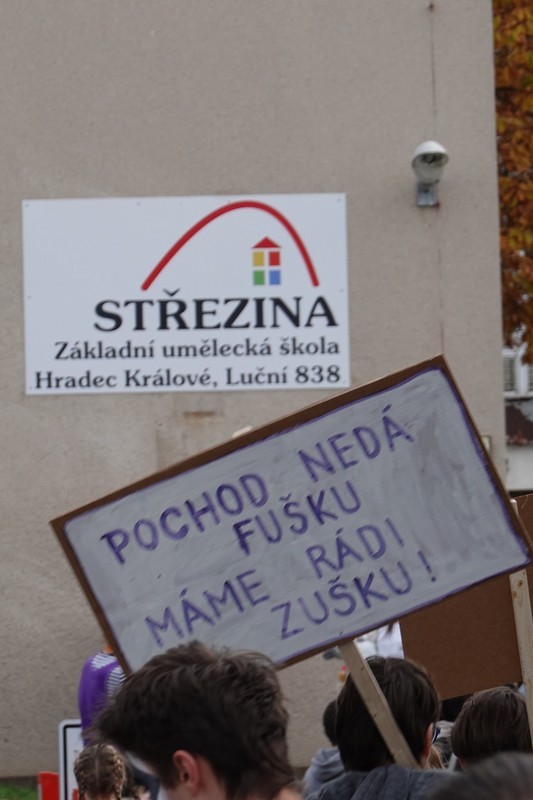 STŘEZINA
Základní umělecká škola
Hradec Králové, Luční 838
POCHOD NEDÁ
FUŠKU
MÁME RÁDI
ZUŠKU!